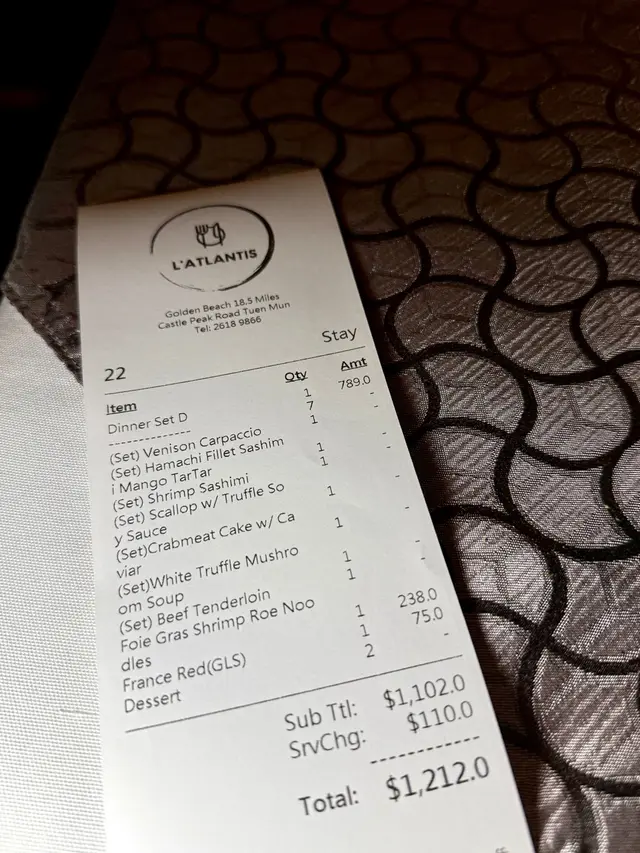 L'ATLANTIS
Golden Beach 18.5 Miles
Castle Peak Road Tuen Mun
Tel: 2618 9866
22 Stay
Item Qty Amt
Dinner Set D 1 789.0
-------------- 7 -
(Set) Venison Carpaccio 1 -
(Set) Hamachi Fillet Sashim 1 -
i Mango TarTar
(Set) Shrimp Sashimi 1 -
(Set) Scallop w/ Truffle So 1 -
y Sauce
(Set)Crabmeat Cake w/ Ca 1 -
viar
(Set)White Truffle Mushro 1 -
om Soup
(Set) Beef Tenderloin 1 -
Foie Gras Shrimp Roe Noo 1 238.0
dles
France Red(GLS) 1 75.0
Dessert 2 -
Sub Ttl: $1,102.0
SrvChg: $110.0
------------
Total: $1,212.0